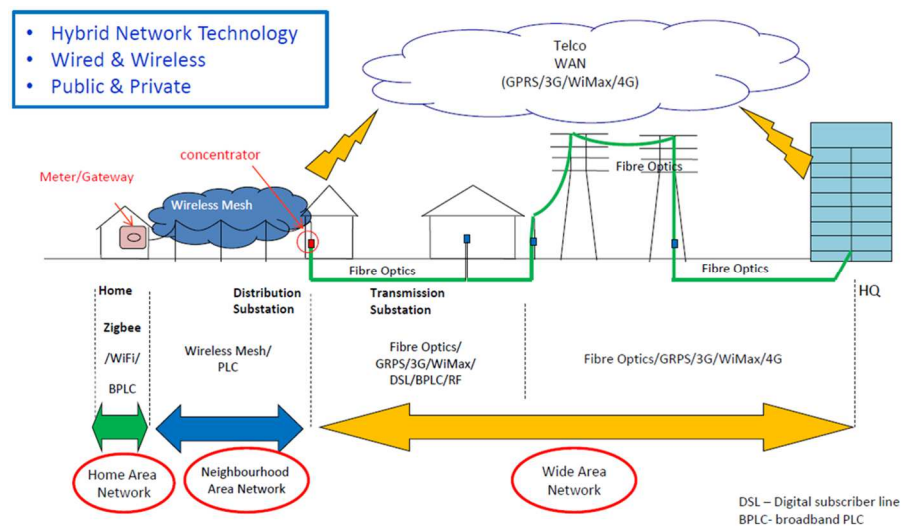 • Hybrid Network Technology
• Wired & Wireless
• Public & Private
Telco
WAN
(GPRS/3G/WiMax/4G)
concentrator
Meter/Gateway
Wireless Mesh
Fibre Optics
Fibre Optics
Fibre Optics
Home
Distribution
Substation
Transmission
Substation
HQ
Zigbee
/WiFi/
BPLC
Wireless Mesh/
PLC
Fibre Optics/
GRPS/3G/WiMax/
DSL/BPLC/RF
Fibre Optics/GRPS/3G/WiMax/4G
Home Area
Network
Neighbourhood
Area Network
Wide Area
Network
DSL – Digital subscriber line
BPLC- broadband PLC